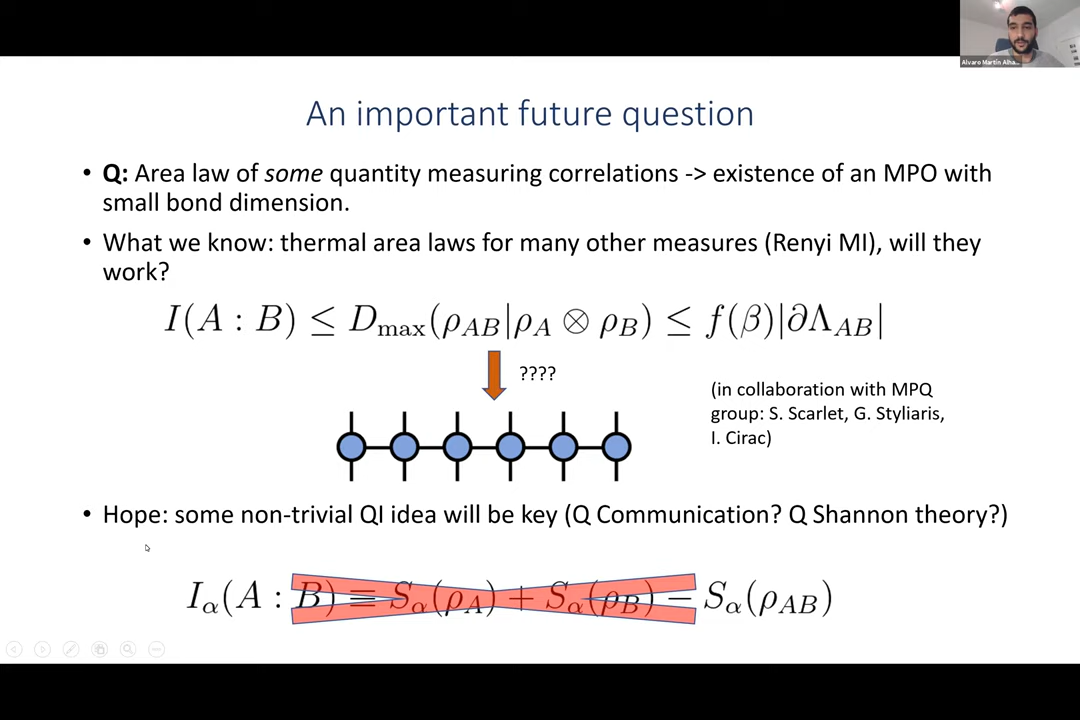 Alvaro Martín Alha...
An important future question
• Q: Area law of some quantity measuring correlations -> existence of an MPO with
small bond dimension.
• What we know: thermal area laws for many other measures (Renyi MI), will they
work?
I(A : B) ≤ D_max(ρ_AB|ρ_A ⊗ ρ_B) ≤ f(β)|∂Λ_AB|
????
(in collaboration with MPQ
group: S. Scarlet, G. Styliaris,
I. Cirac)
• Hope: some non-trivial QI idea will be key (Q Communication? Q Shannon theory?)
I_α(A : B) ≡ S_α(ρ_A) + S_α(ρ_B) − S_α(ρ_AB)